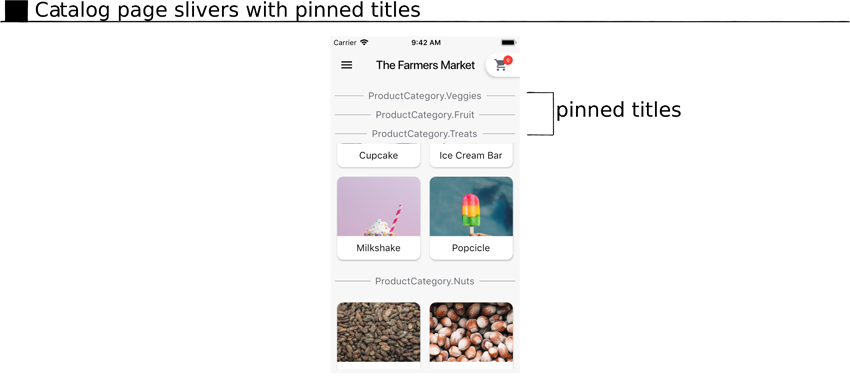 Catalog page slivers with pinned titles
Carrier 9:42 AM
The Farmers Market
0
ProductCategory.Veggies
ProductCategory.Fruit
ProductCategory.Treats
pinned titles
Cupcake Ice Cream Bar
Milkshake Popcicle
ProductCategory.Nuts